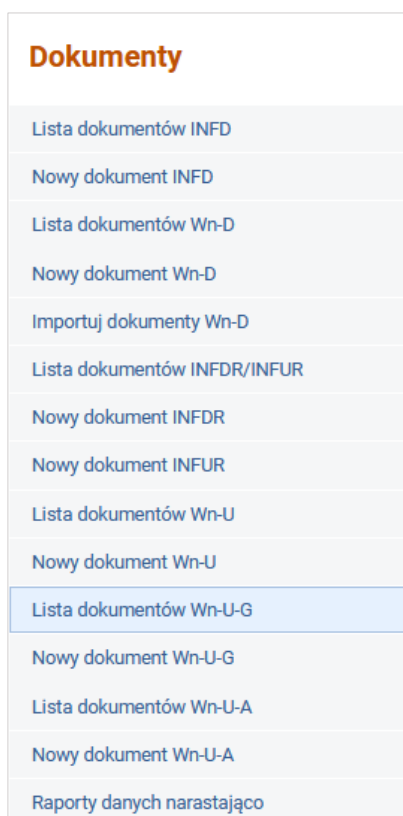 Dokumenty
Lista dokumentów INFD
Nowy dokument INFD
Lista dokumentów Wn-D
Nowy dokument Wn-D
Importuj dokumenty Wn-D
Lista dokumentów INFDR/INFUR
Nowy dokument INFDR
Nowy dokument INFUR
Lista dokumentów Wn-U
Nowy dokument Wn-U
Lista dokumentów Wn-U-G
Nowy dokument Wn-U-G
Lista dokumentów Wn-U-A
Nowy dokument Wn-U-A
Raporty danych narastająco